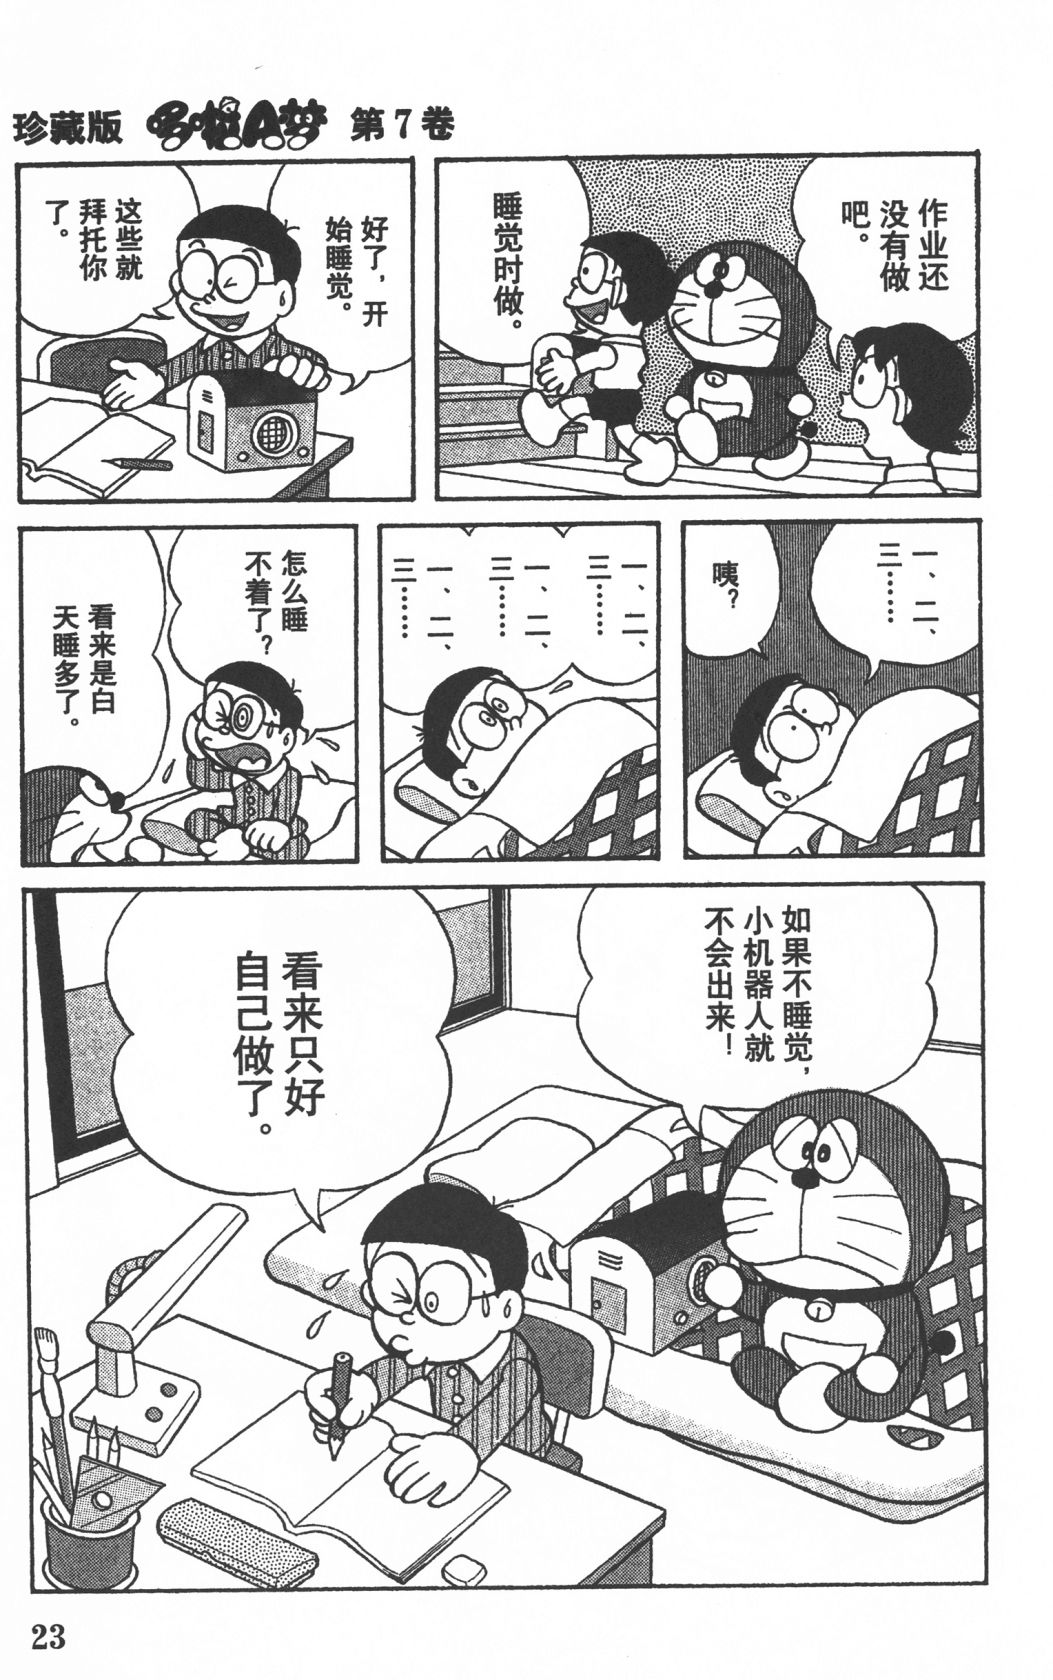 珍藏版 哆啦A梦 第7卷
作业还
没有做
吧。
睡觉时做。
好了，开
始睡觉。
这些就
拜托你
了。
一、二、
三……
咦？
一、二、
三……
一、二、
三……
一、二、
三……
怎么睡
不着了？
看来是白
天睡多了。
如果不睡觉，
小机器人就
不会出来！
看来只好
自己做了。
23